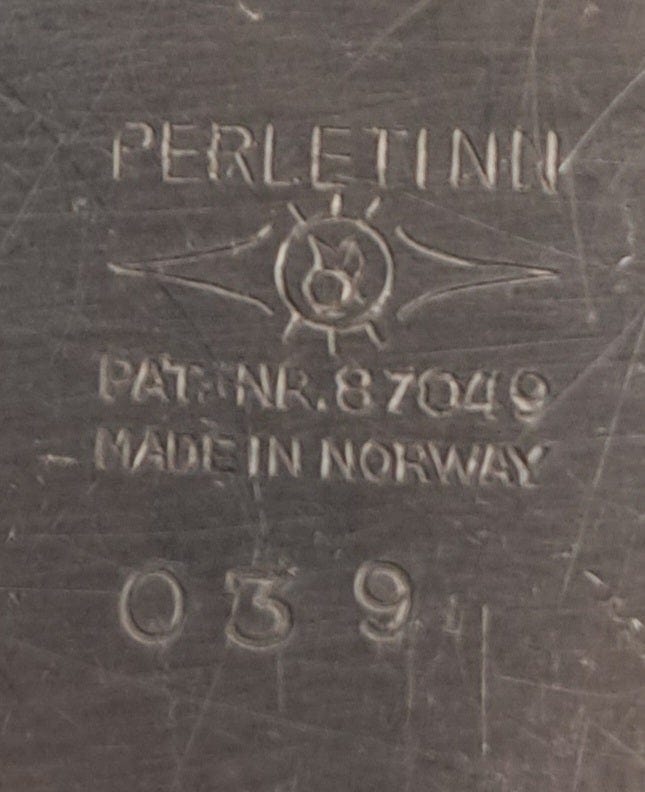 PERLETINN
PAT. NR. 87049
MADE IN NORWAY
039